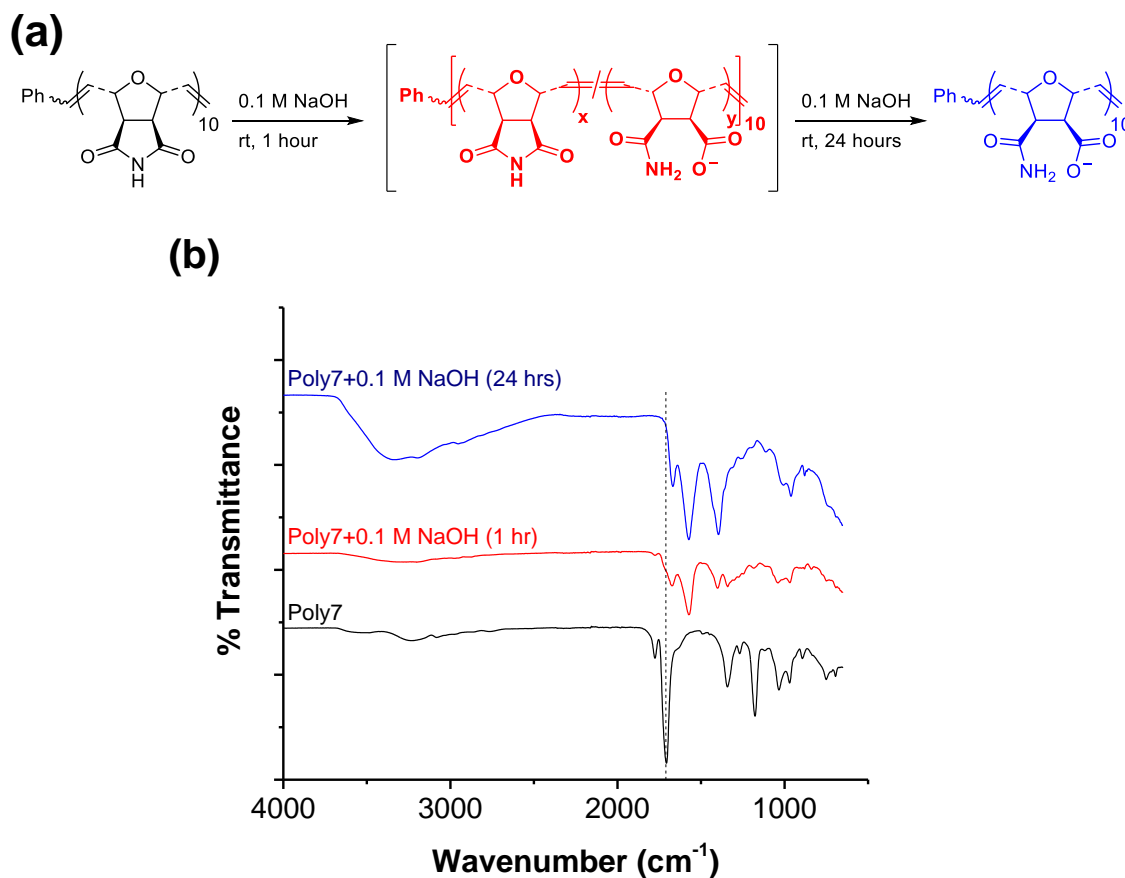 (a)
Ph
O
10
O
N
H
O
0.1 M NaOH
rt, 1 hour
Ph
O
x
O
N
H
O
O
y
10
O
NH2
O
O−
0.1 M NaOH
rt, 24 hours
Ph
O
10
O
NH2
O
O−
(b)
% Transmittance
Poly7+0.1 M NaOH (24 hrs)
Poly7+0.1 M NaOH (1 hr)
Poly7
4000 3000 2000 1000
Wavenumber (cm-1)